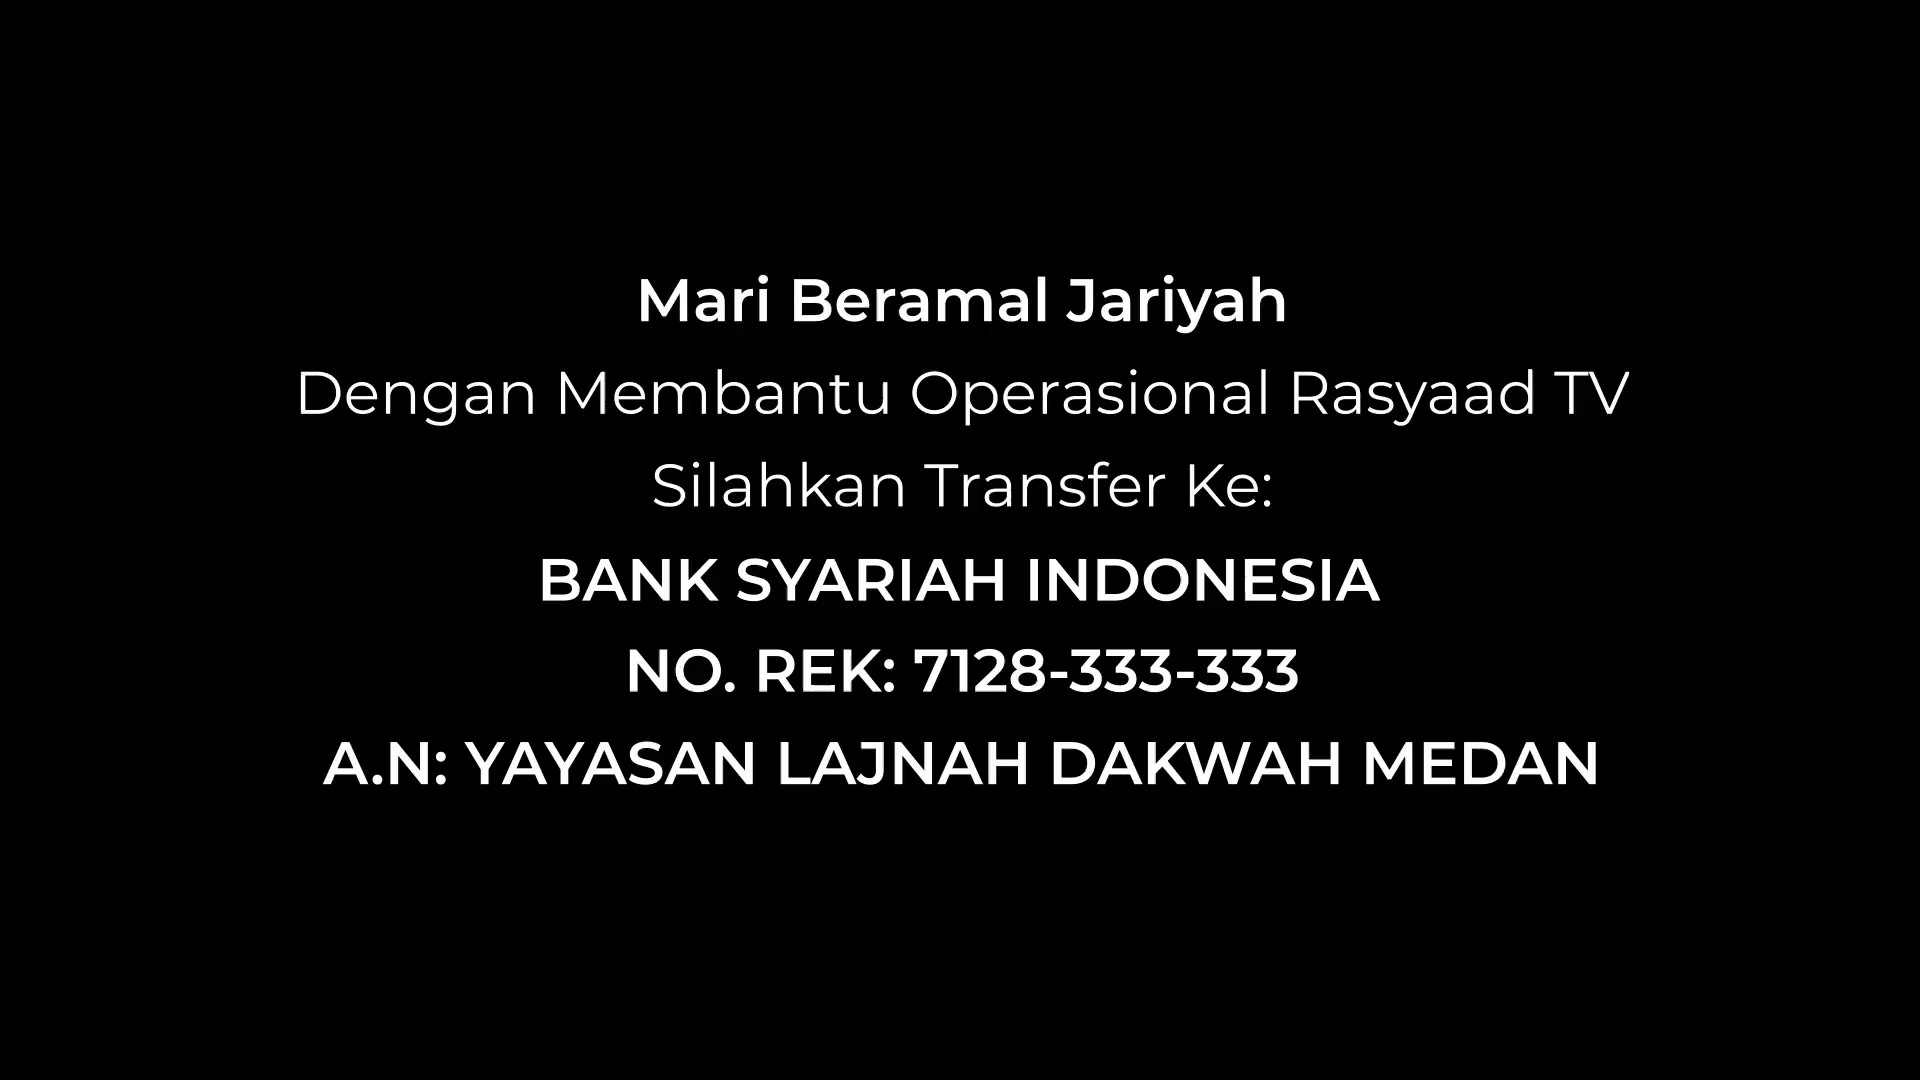 Mari Beramal Jariyah
Dengan Membantu Operasional Rasyaad TV
Silahkan Transfer Ke:
BANK SYARIAH INDONESIA
NO. REK: 7128-333-333
A.N: YAYASAN LAJNAH DAKWAH MEDAN